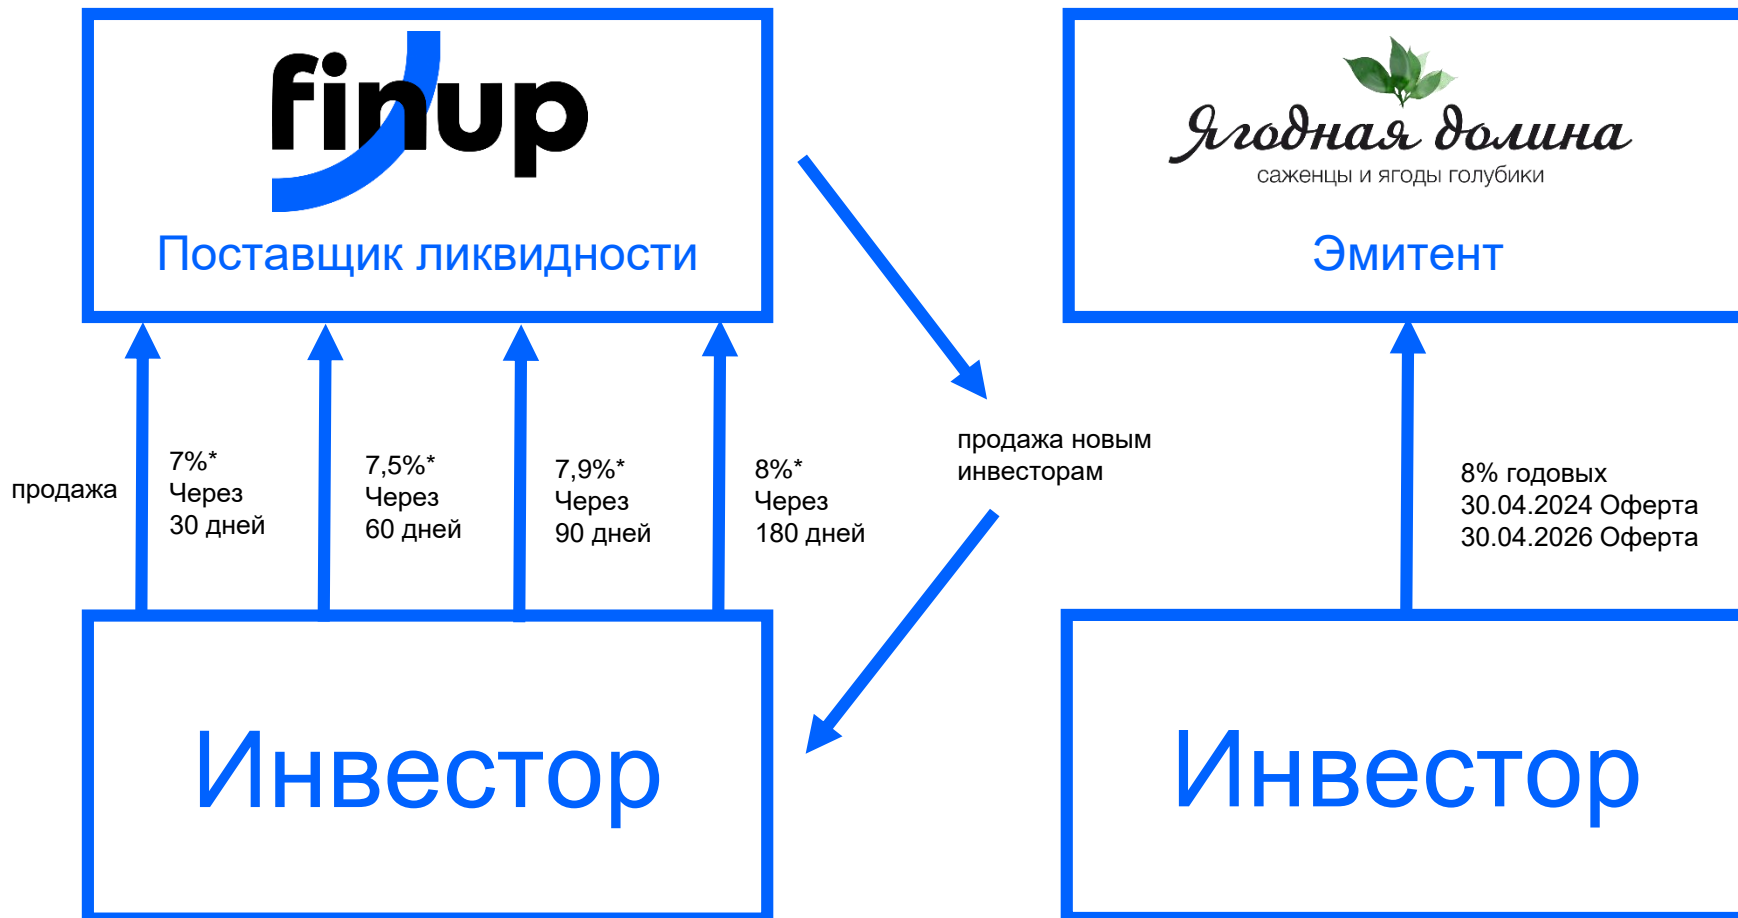 finup
Поставщик ликвидности
Ягодная долина
саженцы и ягоды голубики
Эмитент
продажа
7%*
Через
30 дней
7,5%*
Через
60 дней
7,9%*
Через
90 дней
8%*
Через
180 дней
продажа новым
инвесторам
8% годовых
30.04.2024 Оферта
30.04.2026 Оферта
Инвестор
Инвестор